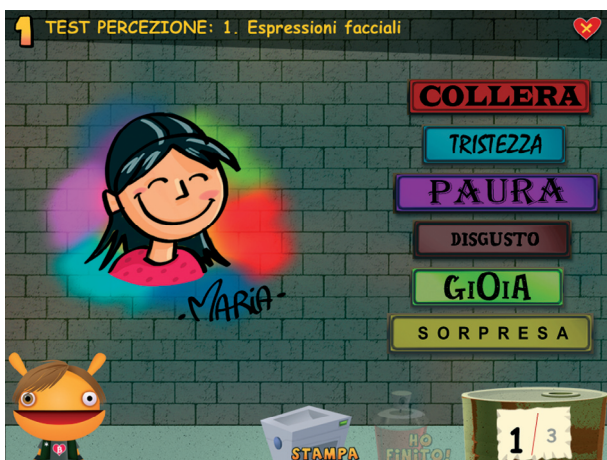 1 TEST PERCEZIONE: 1. Espressioni facciali
COLLERA
TRISTEZZA
PAURA
DISGUSTO
GIOIA
SORPRESA
-MARIA-
STAMPA
HO
FINITO!
1/3